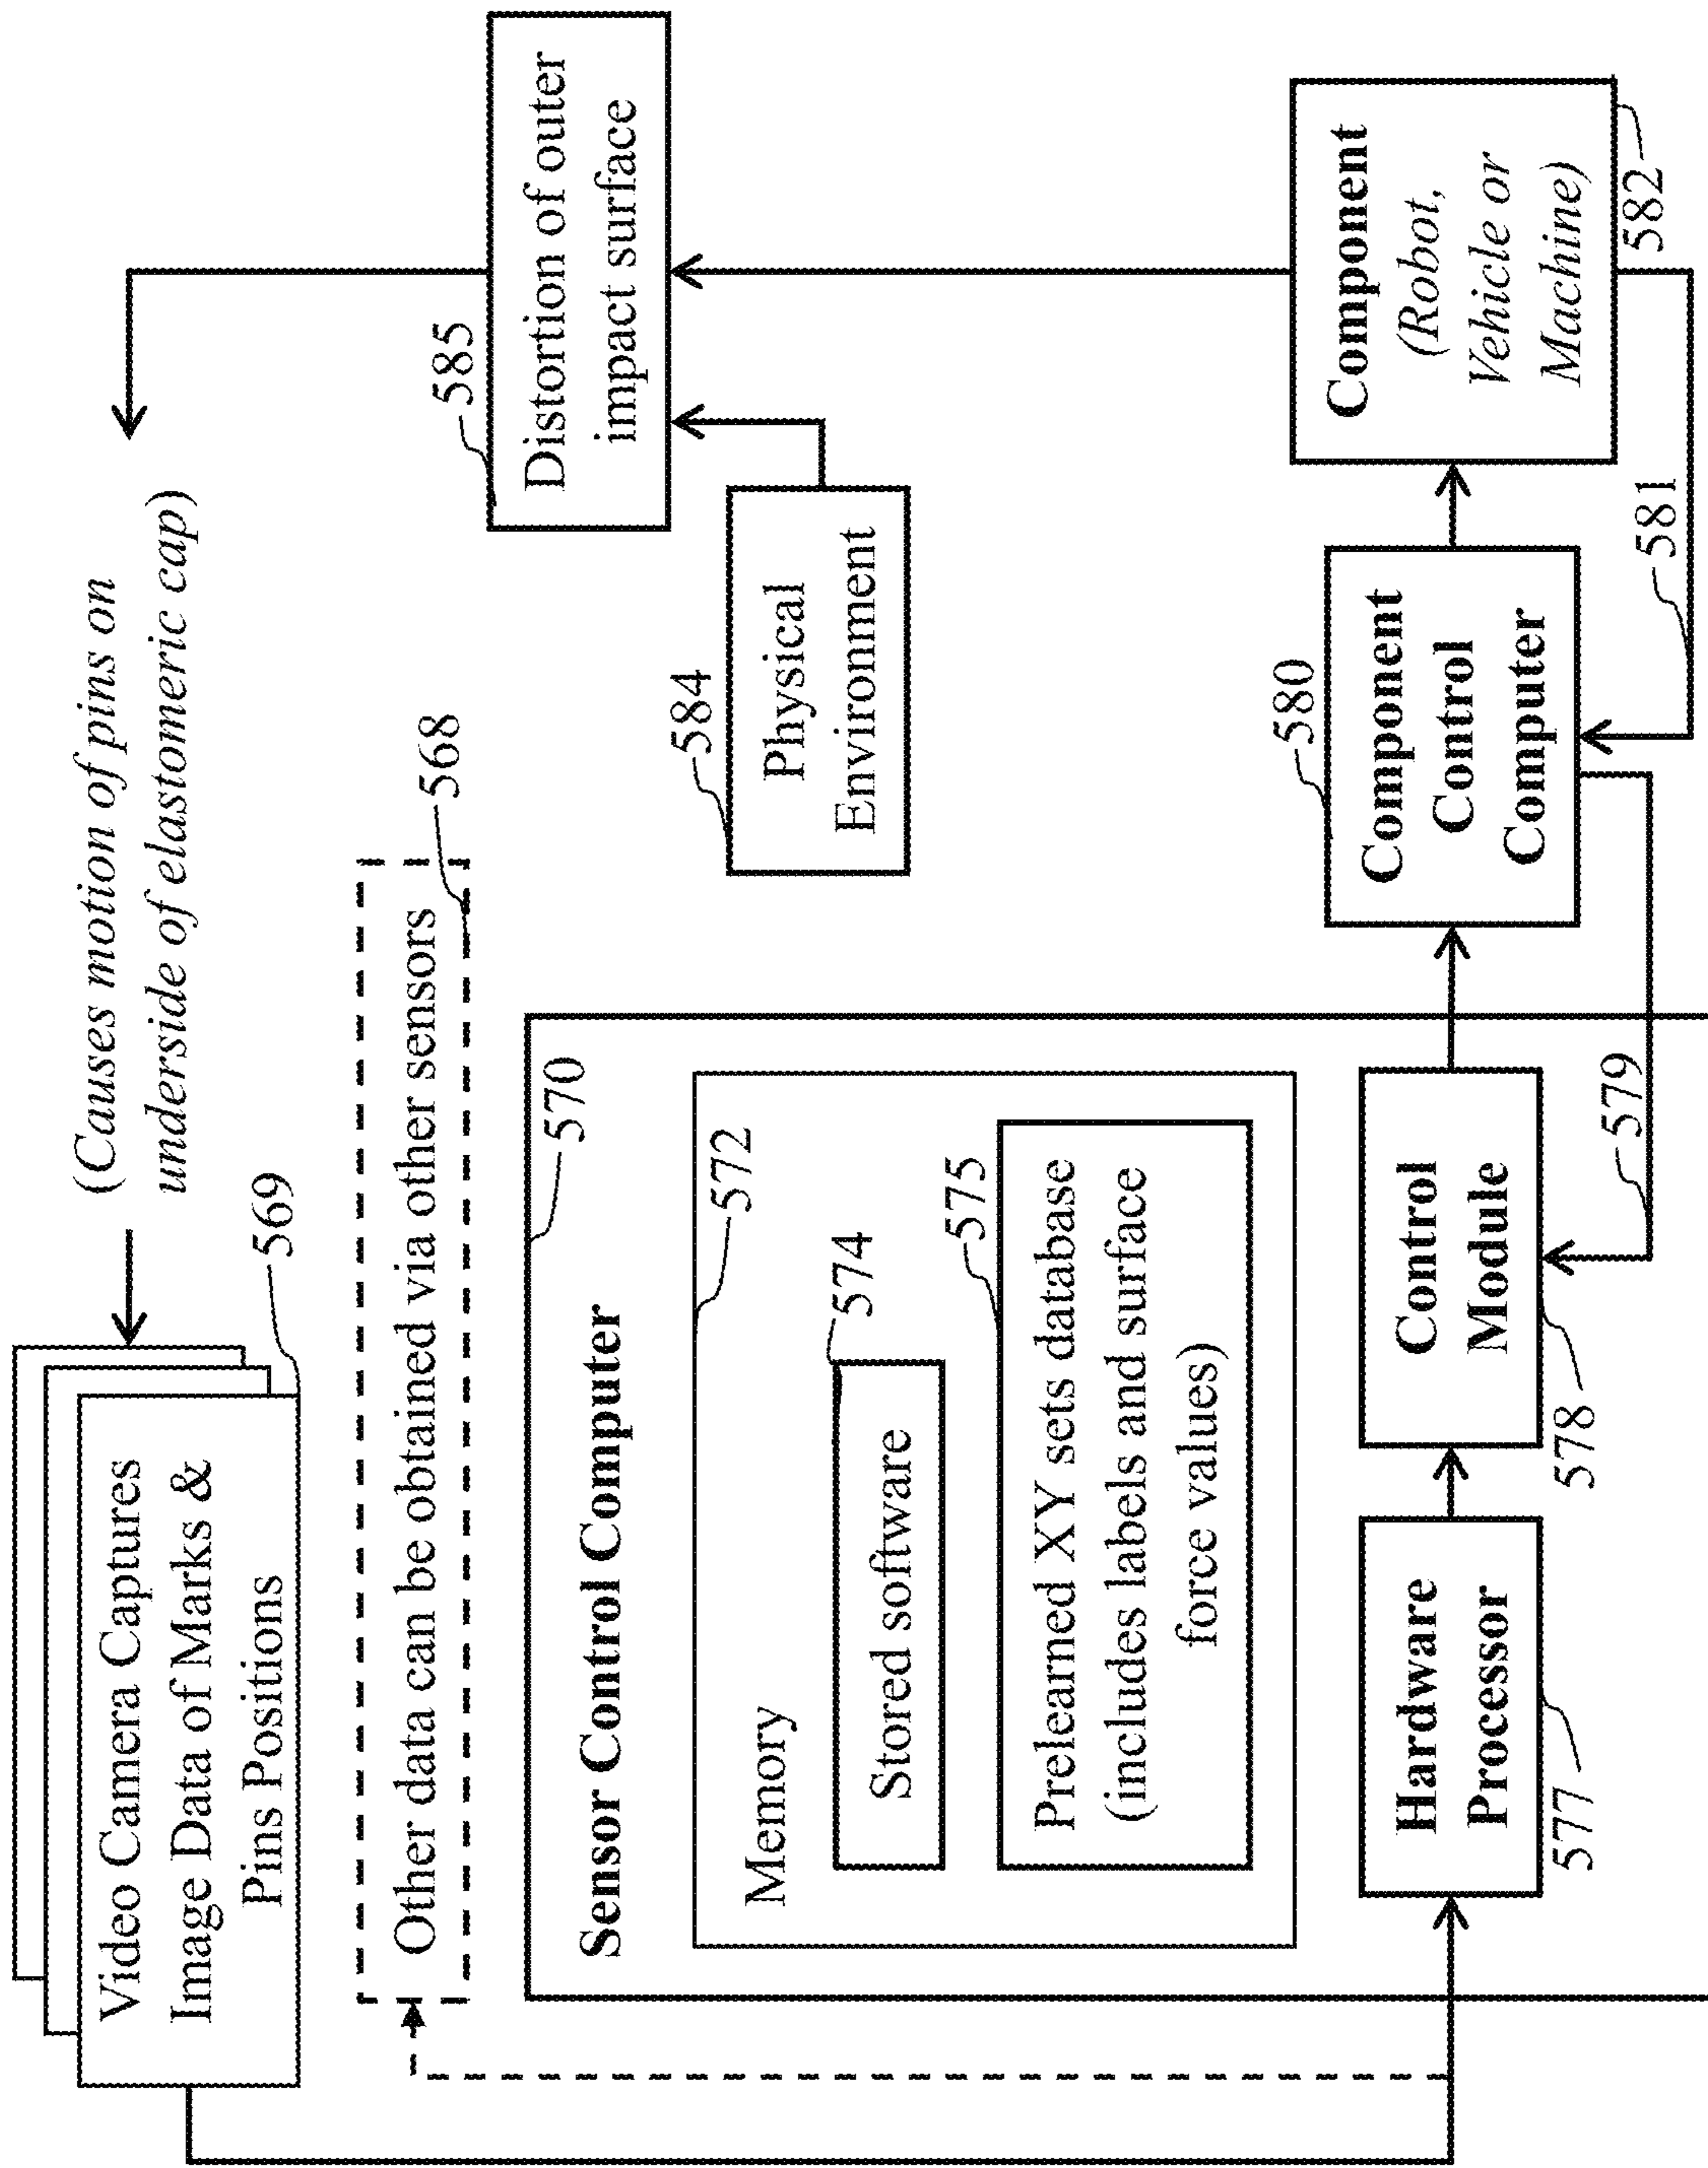 Video Camera Captures
Image Data of Marks &
Pins Positions
569
(Causes motion of pins on
underside of elastomeric cap)
Other data can be obtained via other sensors
568
585
Distortion of outer
impact surface
584
Physical
Environment
570
Sensor Control Computer
572
Memory
574
Stored software
575
Prelearned XY sets database
(includes labels and surface
force values)
Hardware
Processor
577
Control
Module
578
579
580
Component
Control
Computer
581
Component
(Robot,
Vehicle or
Machine)
582